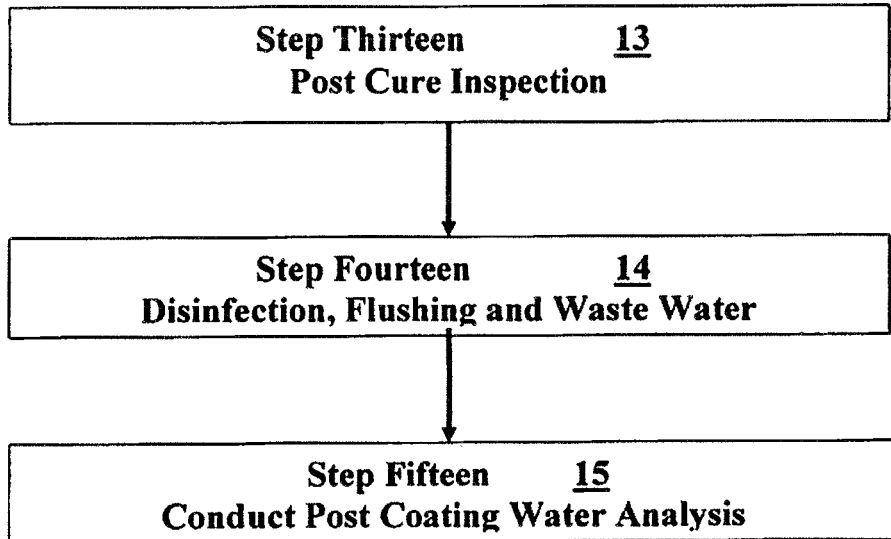 Step Thirteen 13
Post Cure Inspection
Step Fourteen 14
Disinfection, Flushing and Waste Water
Step Fifteen 15
Conduct Post Coating Water Analysis